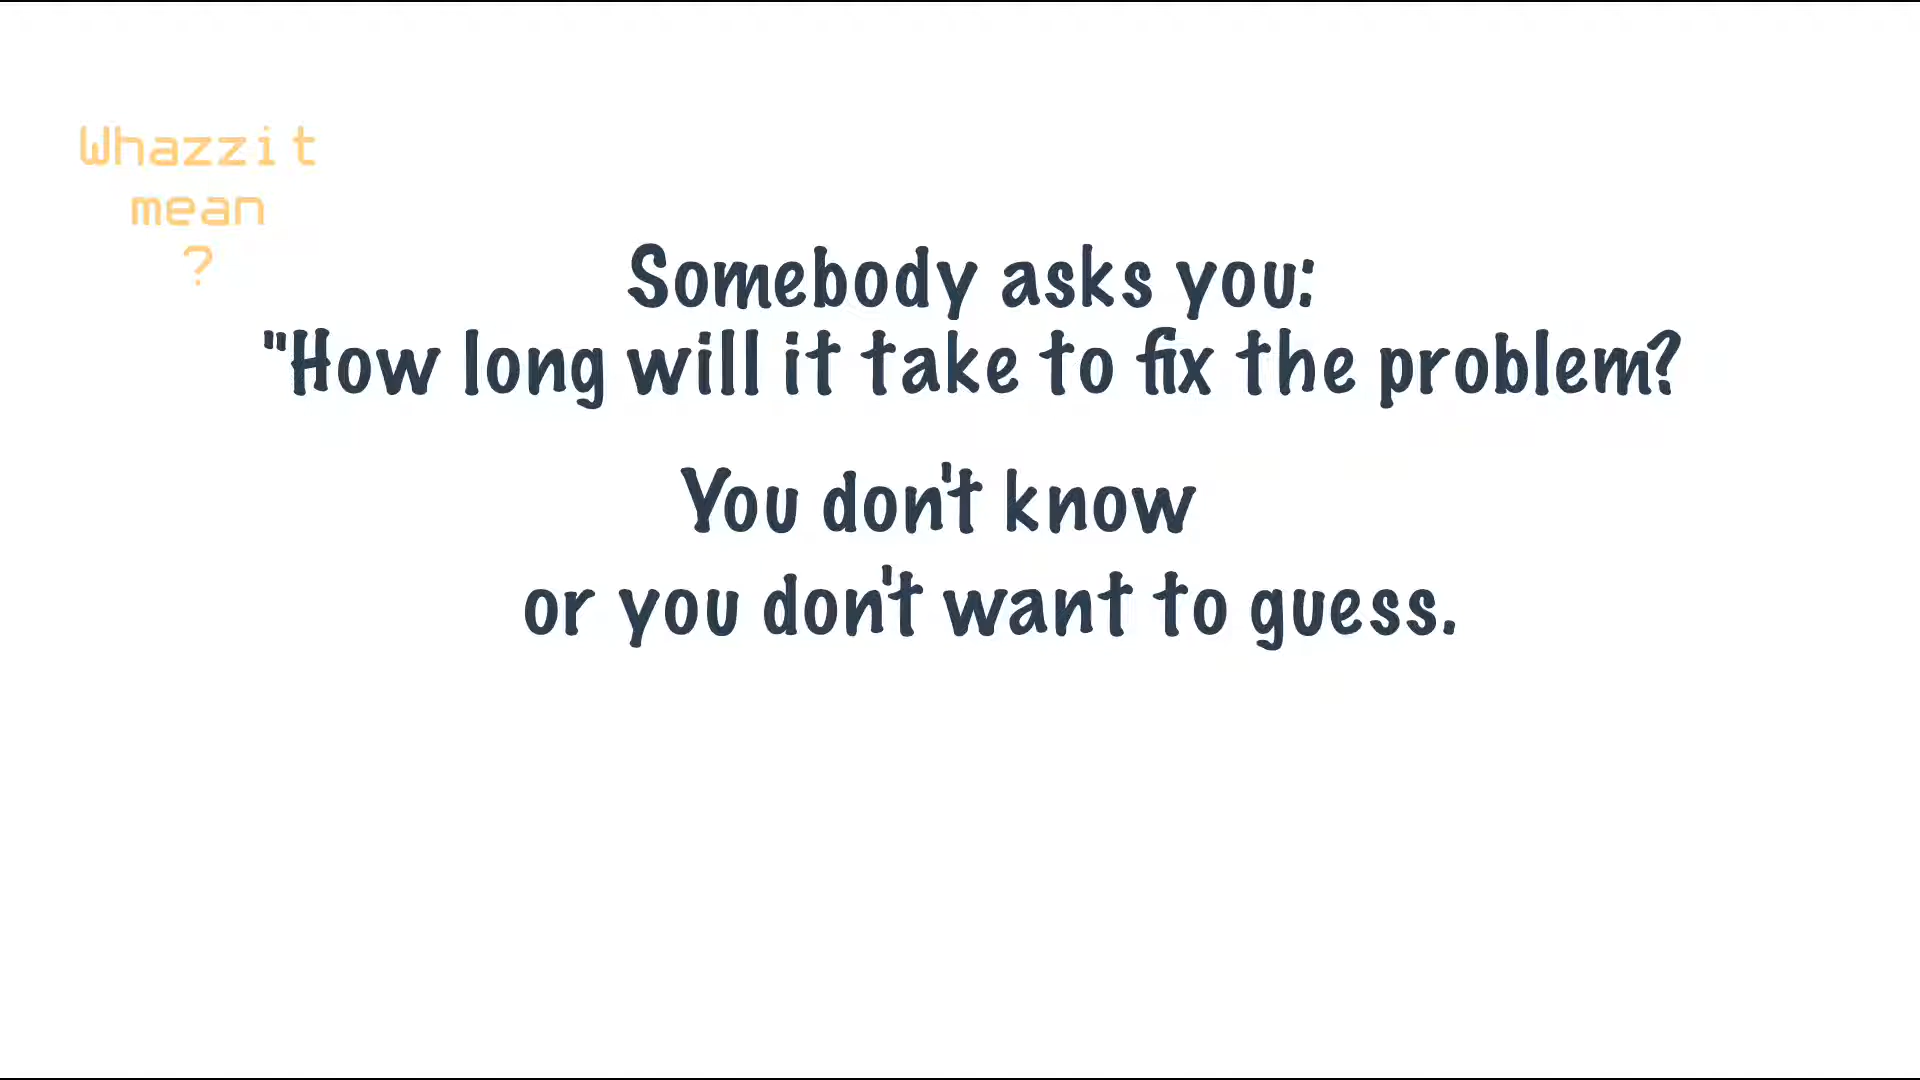 Whazzit
mean
?
Somebody asks you:
"How long will it take to fix the problem?
You don't know
or you don't want to guess.